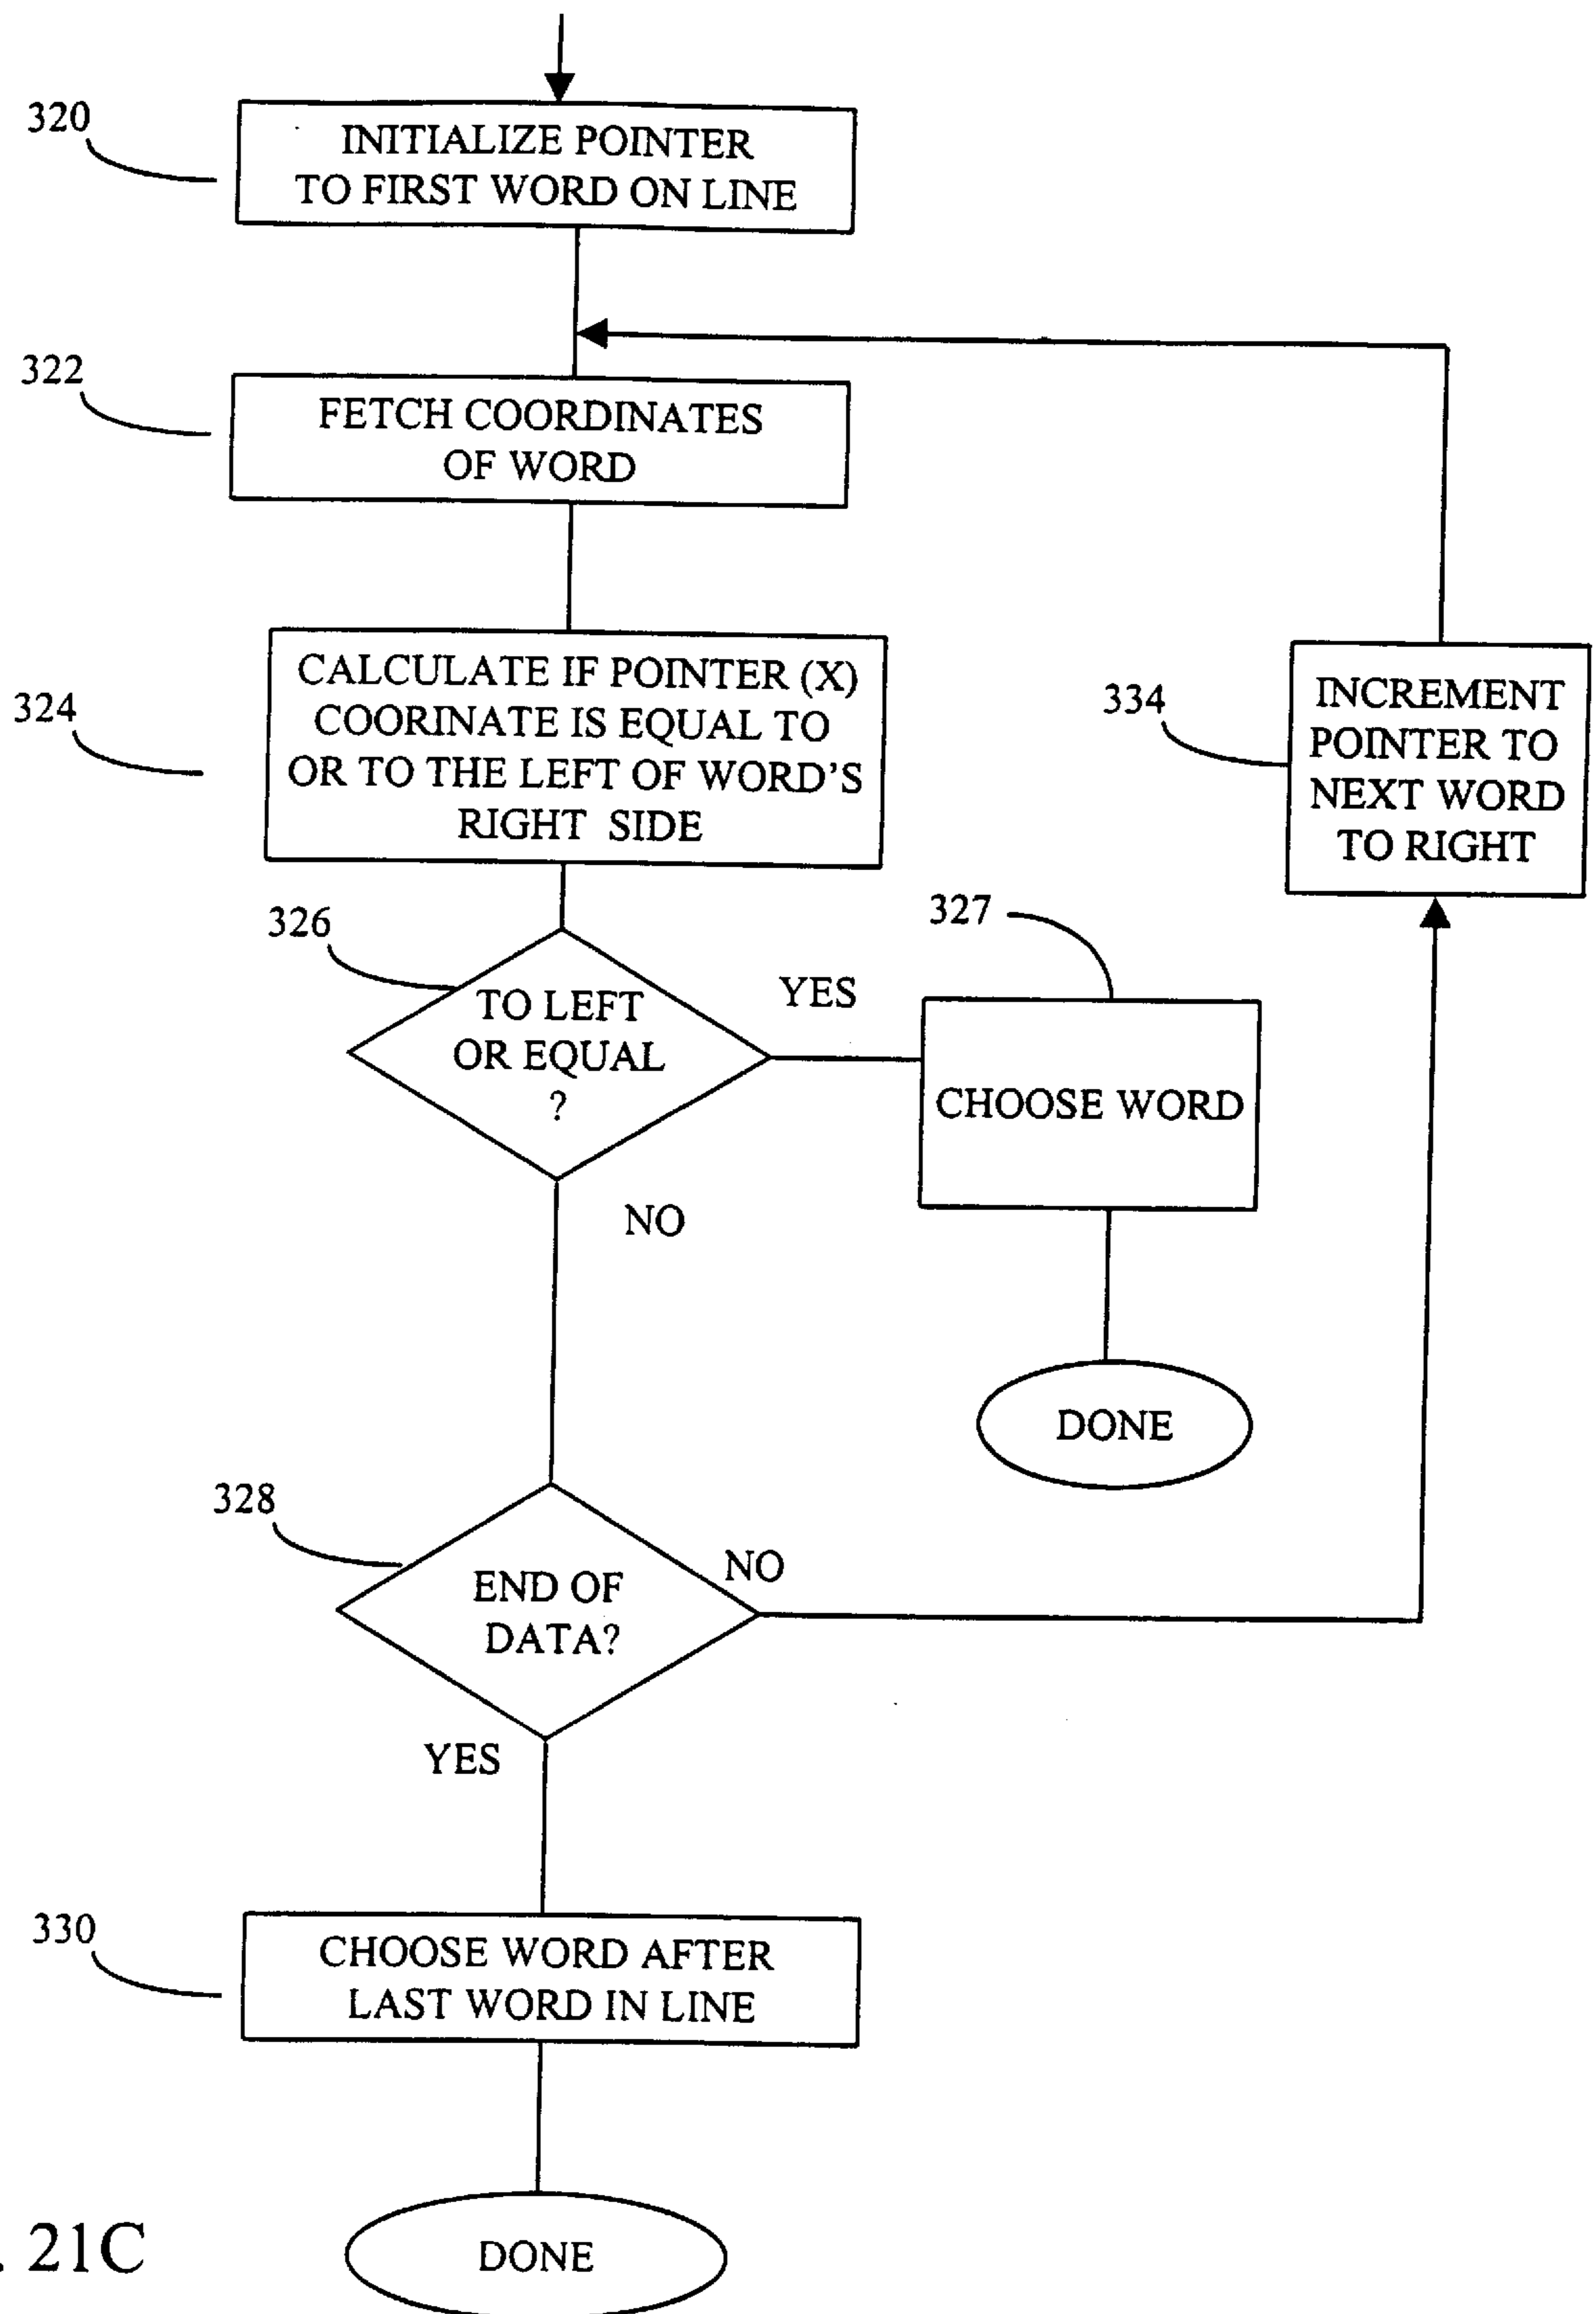 320
INITIALIZE POINTER
TO FIRST WORD ON LINE
322
FETCH COORDINATES
OF WORD
324
CALCULATE IF POINTER (X)
COORINATE IS EQUAL TO
OR TO THE LEFT OF WORD'S
RIGHT SIDE
334
INCREMENT
POINTER TO
NEXT WORD
TO RIGHT
326
TO LEFT
OR EQUAL
?
YES
NO
327
CHOOSE WORD
DONE
328
END OF
DATA?
NO
YES
330
CHOOSE WORD AFTER
LAST WORD IN LINE
DONE
. 21C